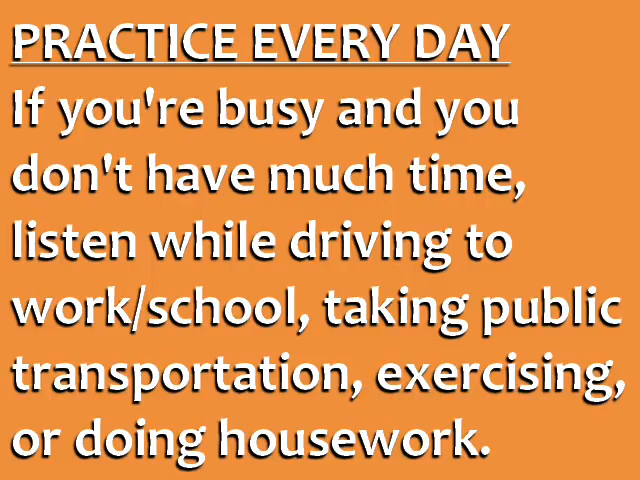 PRACTICE EVERY DAY
If you're busy and you
don't have much time,
listen while driving to
work/school, taking public
transportation, exercising,
or doing housework.